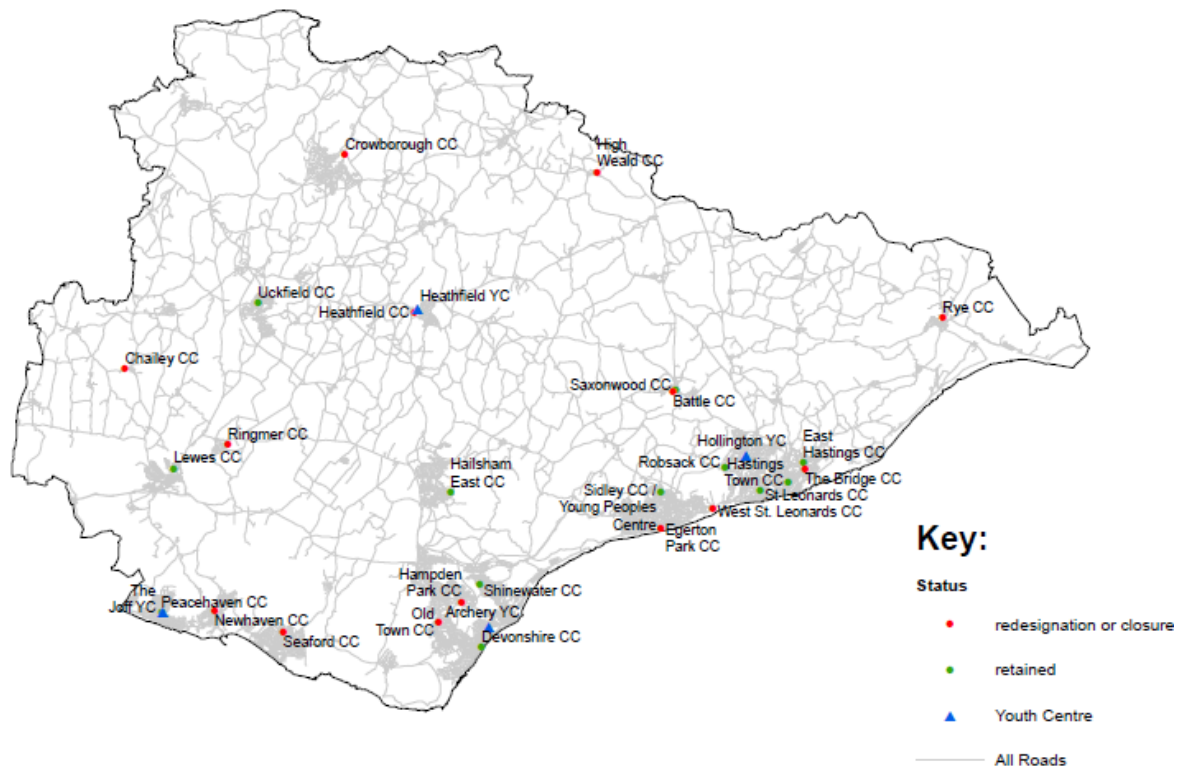 Crowborough CC
High
Weald CC
Uckfield CC
Heathfield YC
Heathfield CC
Rye CC
Chailey CC
Saxonwood CC
Battle CC
Ringmer CC
Lewes CC
Hailsham
East CC
Hollington YC
East
Hastings CC
Robsack CC
Hastings
Town CC
The Bridge CC
St Leonards CC
West St. Leonards CC
Sidley CC /
Young Peoples
Centre
Egerton
Park CC
Hampden
Park CC
Shinewater CC
The
Joff YC
Peacehaven CC
Newhaven CC
Seaford CC
Old
Town CC
Archery YC
Devonshire CC
Key:
Status
redesignation or closure
retained
Youth Centre
All Roads